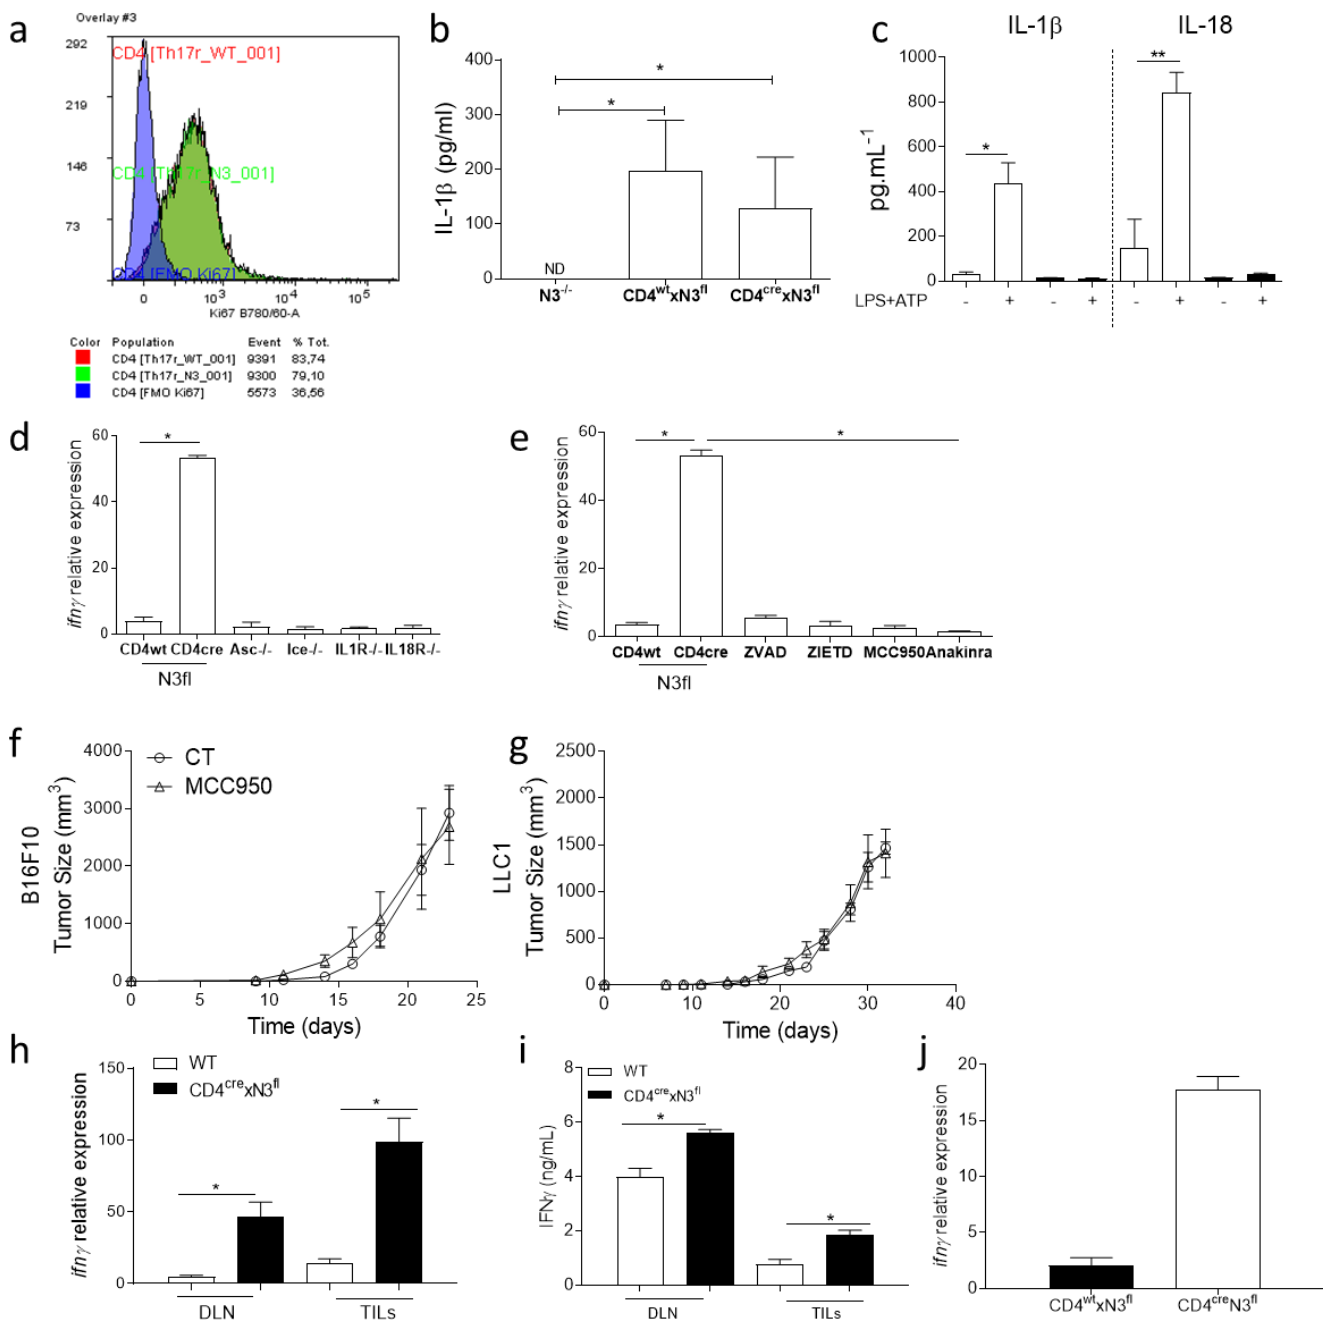 a
Overlay #3
292
219
146
73
CD4 [Th17r_WT_001]
CD4 [Th17r_N3_001]
CD4 [FMO Ki67]
0 10³ 10⁴ 10⁵
Ki67 B780/60-A
Color Population Event % Tot.
CD4 [Th17r_WT_001] 9391 83,74
CD4 [Th17r_N3_001] 9300 79,10
CD4 [FMO Ki67] 5573 36,56
b
IL-1β (pg/ml)
400
300
200
100
0
*
*
ND
N3⁻/⁻ CD4ʷᵗxN3ᶠˡ CD4ᶜʳᵉxN3ᶠˡ
c
IL-1β IL-18
pg.mL⁻¹
1000
800
600
400
200
0
*
**
LPS+ATP - + - + - + - +
d
ifnγ relative expression
60
40
20
0
*
CD4wt CD4cre Asc-/- Ice-/- IL1R-/- IL18R-/-
N3fl
e
ifnγ relative expression
60
40
20
0
* *
CD4wt CD4cre ZVAD ZIETD MCC950 Anakinra
N3fl
f
B16F10
Tumor Size (mm³)
4000
3000
2000
1000
0
CT
MCC950
0 5 10 15 20 25
Time (days)
g
LLC1
Tumor Size (mm³)
2500
2000
1500
1000
500
0
0 10 20 30 40
Time (days)
h
ifnγ relative expression
150
100
50
0
WT
CD4ᶜʳᵉxN3ᶠˡ
*
*
DLN TILs
i
IFNγ (ng/mL)
8
6
4
2
0
WT
CD4ᶜʳᵉxN3ᶠˡ
*
*
DLN TILs
j
ifnγ relative expression
20
15
10
5
0
CD4ʷᵗxN3ᶠˡ CD4ᶜʳᵉN3ᶠˡ